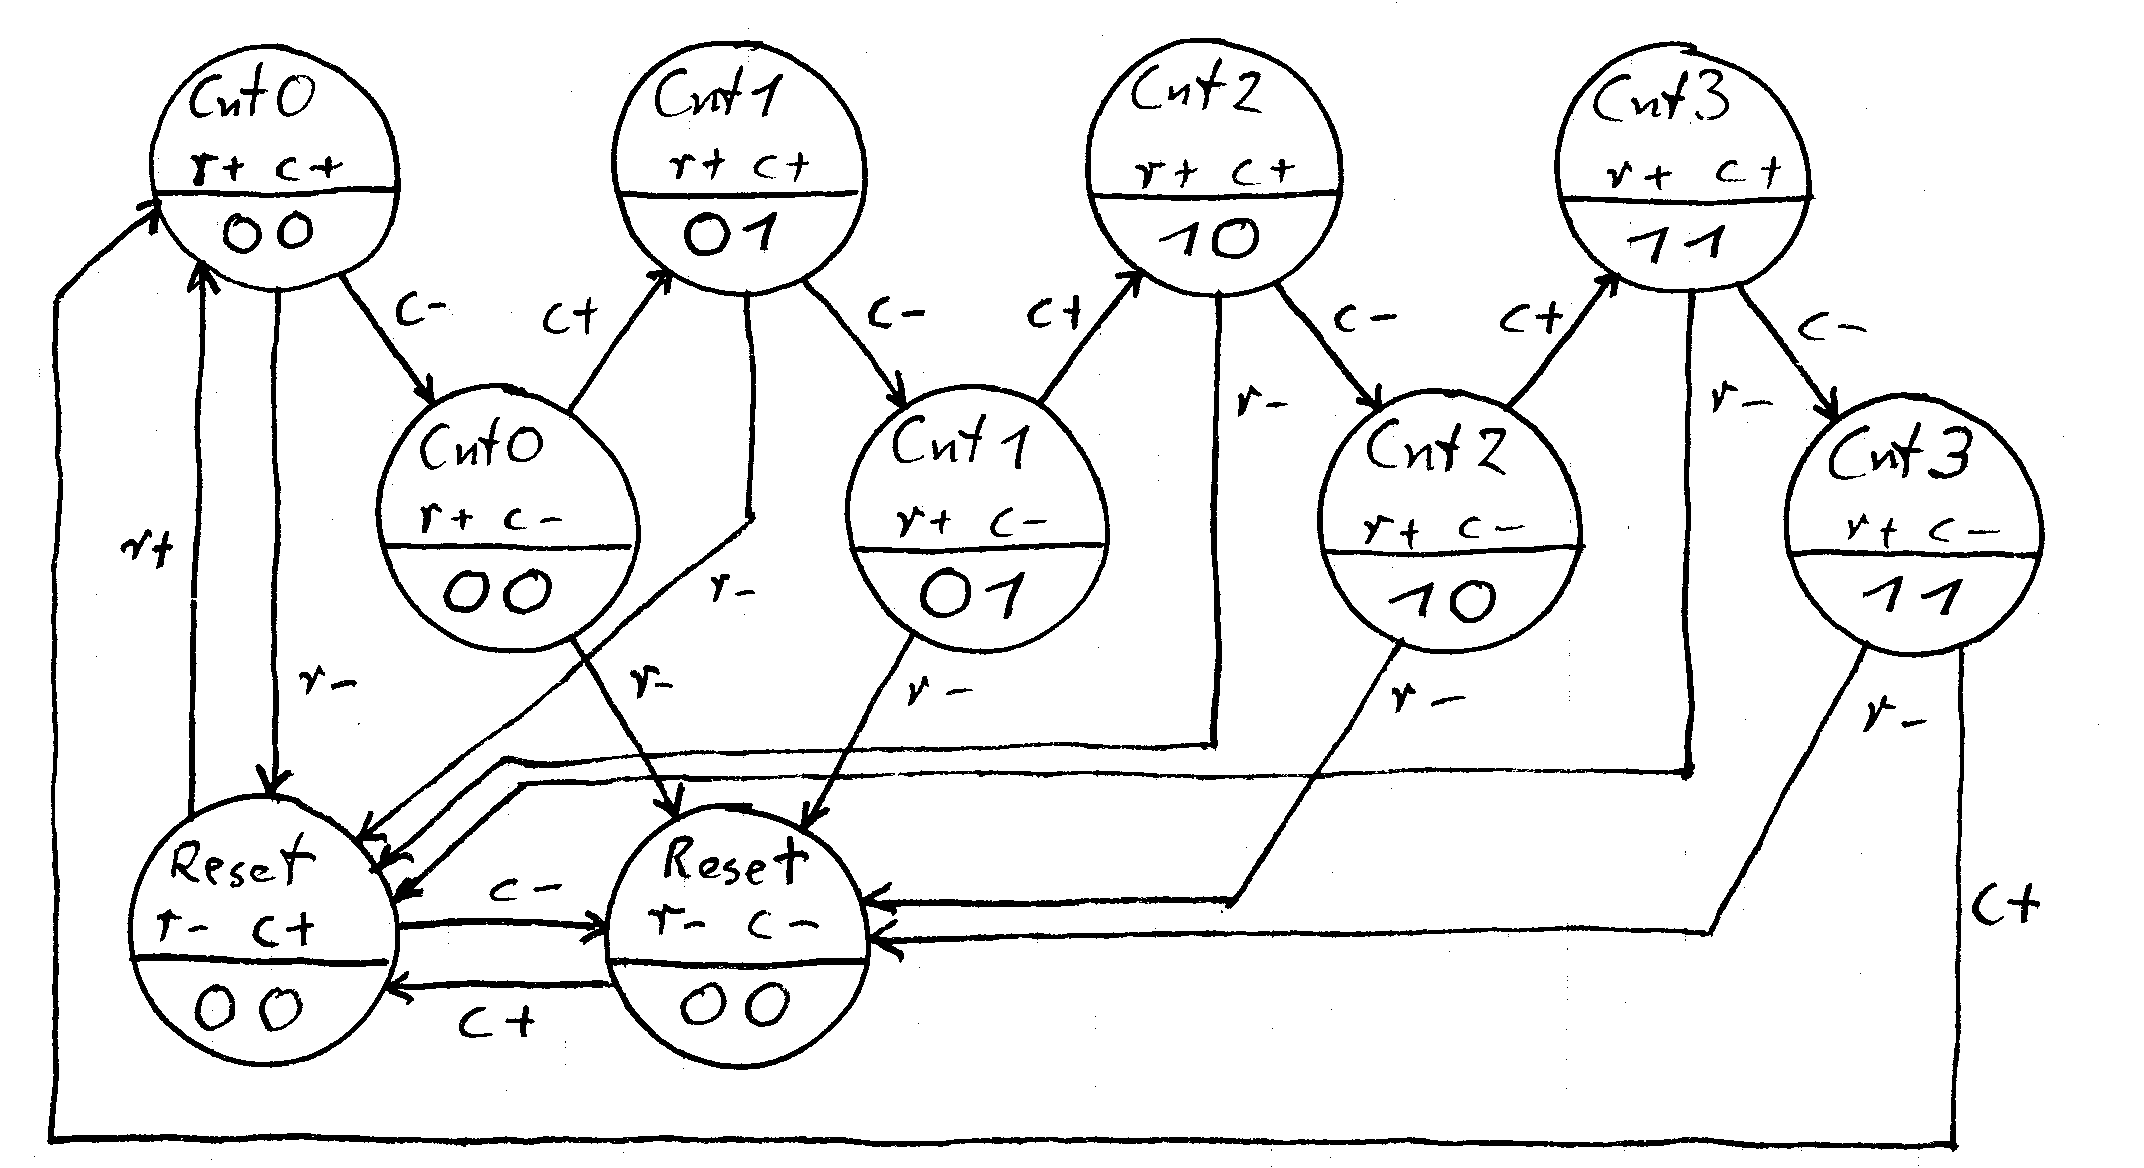 Cnt0
r+ c+
00
Cnt1
r+ c+
01
Cnt2
r+ c+
10
Cnt3
r+ c+
11
c-
c+
c-
c+
c-
c+
c-
r-
r-
Cnt0
r+ c-
00
Cnt1
r+ c-
01
Cnt2
r+ c-
10
Cnt3
r+ c-
11
r+
r-
r-
r-
r-
r-
r-
Reset
r- c+
00
c-
c+
Reset
r- c-
00
c+